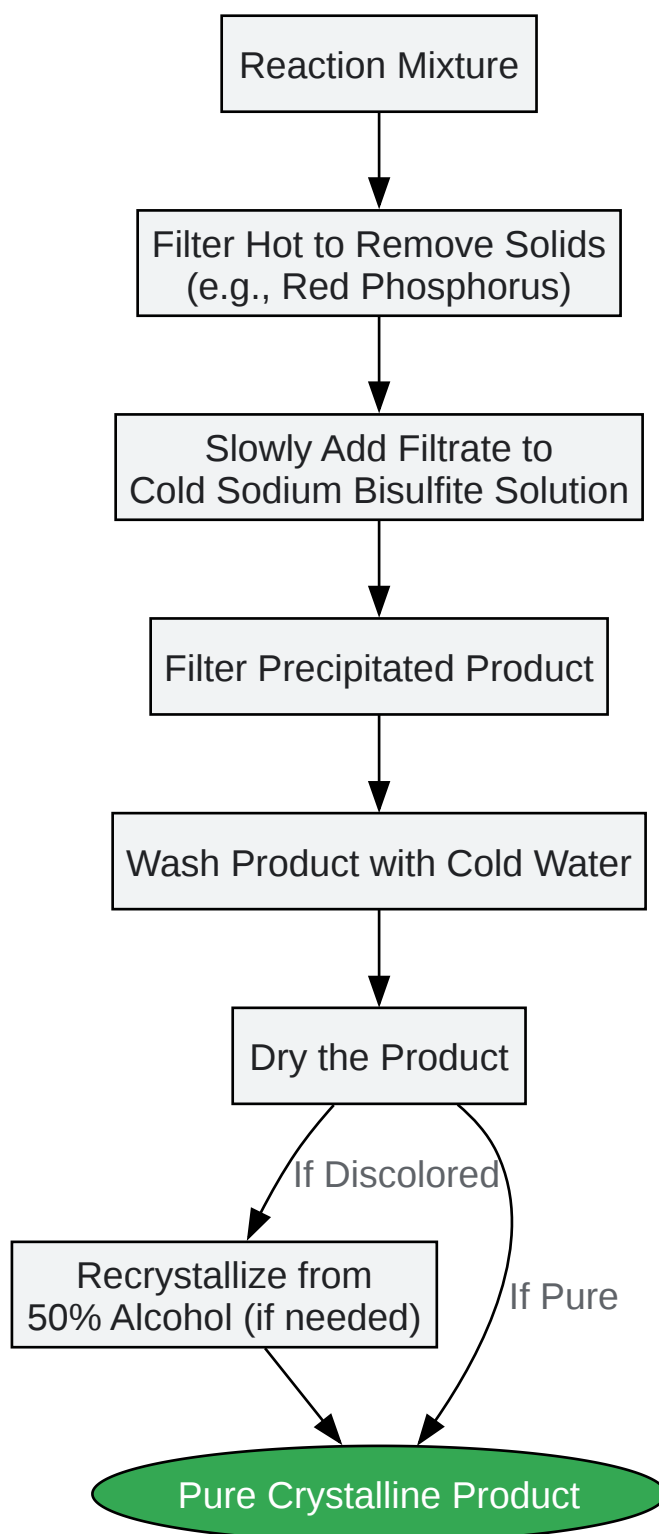 Reaction Mixture
Filter Hot to Remove Solids
(e.g., Red Phosphorus)
Slowly Add Filtrate to
Cold Sodium Bisulfite Solution
Filter Precipitated Product
Wash Product with Cold Water
Dry the Product
If Discolored
Recrystallize from
50% Alcohol (if needed)
If Pure
Pure Crystalline Product